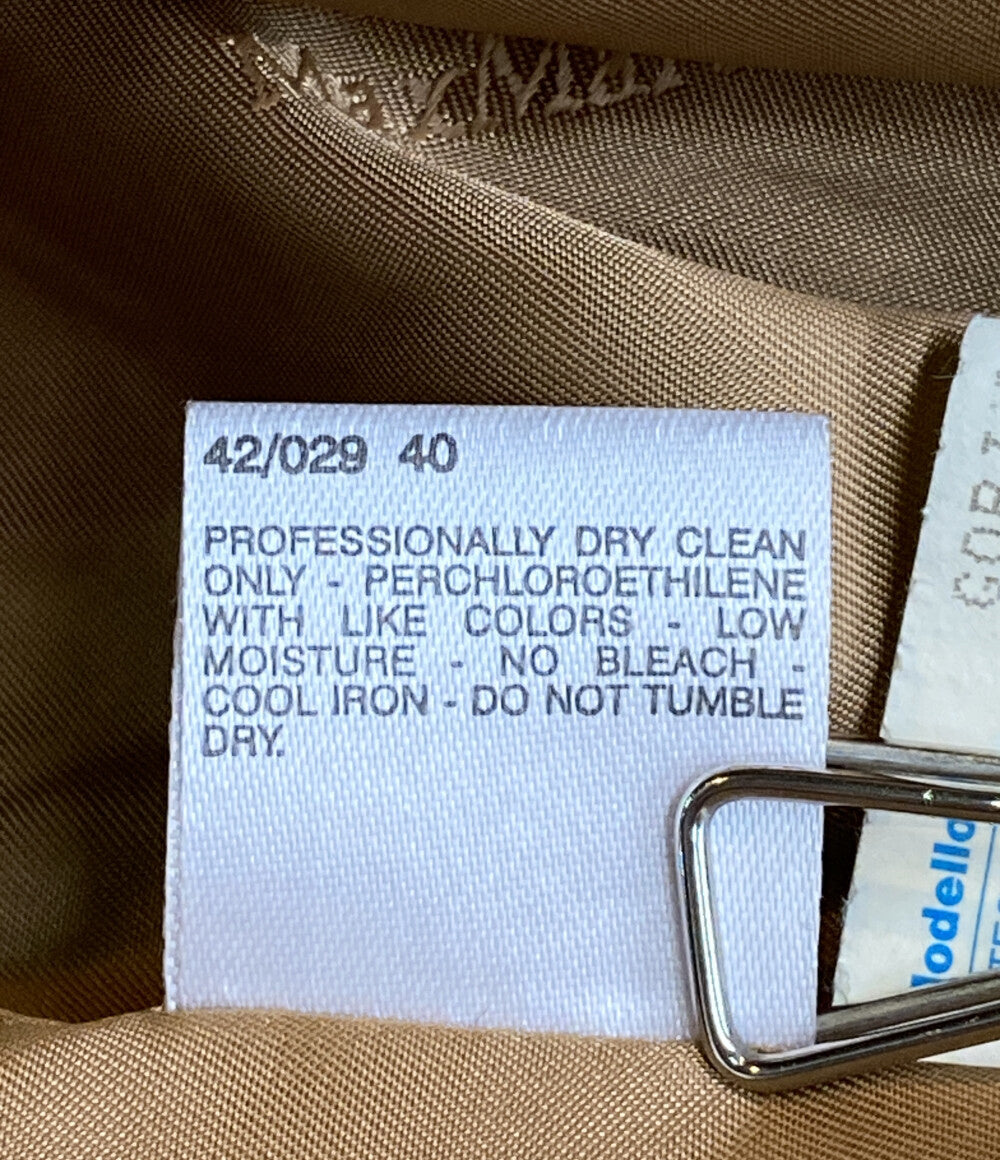 42/029 40
PROFESSIONALLY DRY CLEAN
ONLY - PERCHLOROETHILENE
WITH LIKE COLORS - LOW
MOISTURE - NO BLEACH -
COOL IRON - DO NOT TUMBLE
DRY.